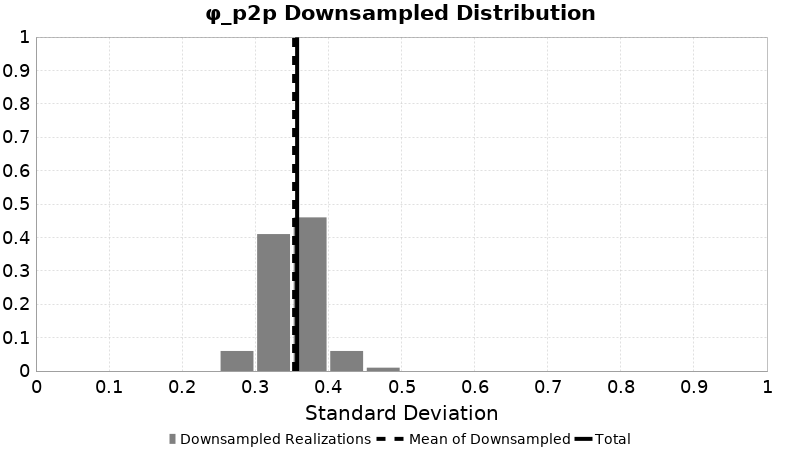 φ_p2p Downsampled Distribution
1
0.9
0.8
0.7
0.6
0.5
0.4
0.3
0.2
0.1
0
0 0.1 0.2 0.3 0.4 0.5 0.6 0.7 0.8 0.9 1
Standard Deviation
Downsampled Realizations Mean of Downsampled Total